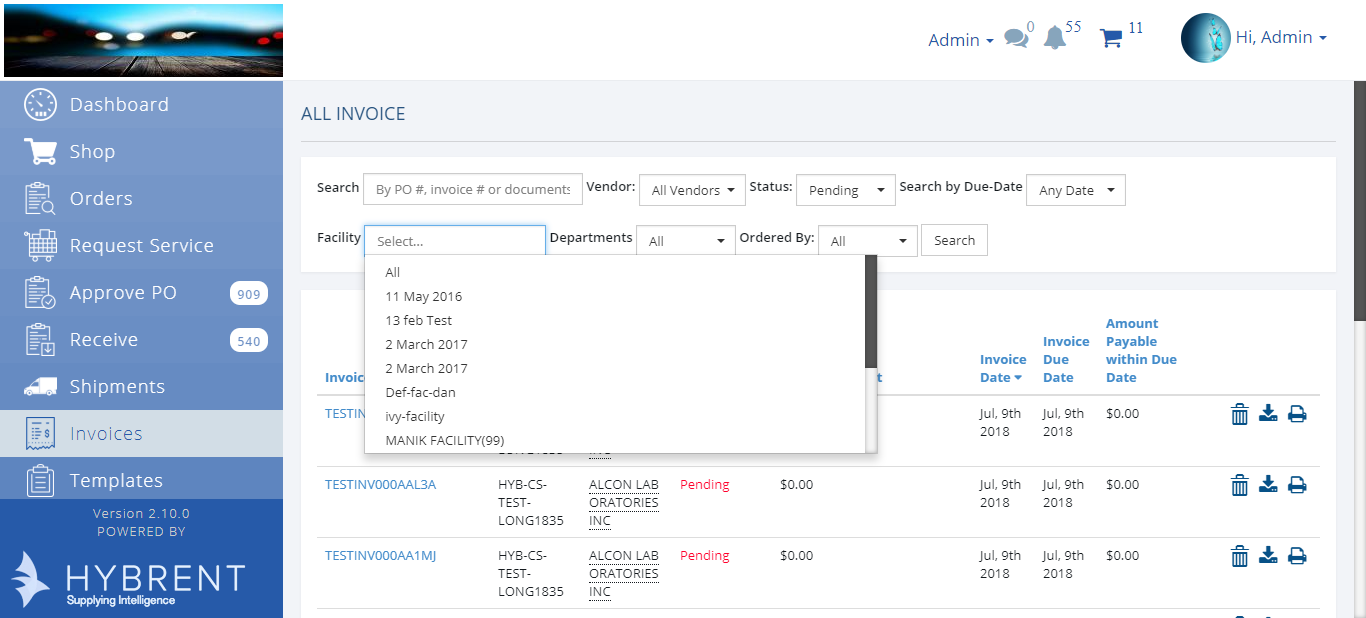 Admin
0
55
11
Hi, Admin
Dashboard
Shop
Orders
Request Service
Approve PO 909
Receive 540
Shipments
Invoices
Templates
Version 2.10.0
POWERED BY
HYBRENT
Supplying Intelligence
ALL INVOICE
Search By PO #, invoice # or documents Vendor: All Vendors Status: Pending Search by Due-Date Any Date
Facility Select... Departments All Ordered By: All Search
All
11 May 2016
13 feb Test
2 March 2017
2 March 2017
Def-fac-dan
ivy-facility
MANIK FACILITY(99)
Invoice Date
Invoice Due Date
Amount Payable within Due Date
TESTIN
INC
Jul, 9th 2018
Jul, 9th 2018
$0.00
TESTINV000AAL3A
HYB-CS-
TEST-
LONG1835
ALCON LAB
ORATORIES
INC
Pending
$0.00
Jul, 9th 2018
Jul, 9th 2018
$0.00
TESTINV000AA1MJ
HYB-CS-
TEST-
LONG1835
ALCON LAB
ORATORIES
INC
Pending
$0.00
Jul, 9th 2018
Jul, 9th 2018
$0.00